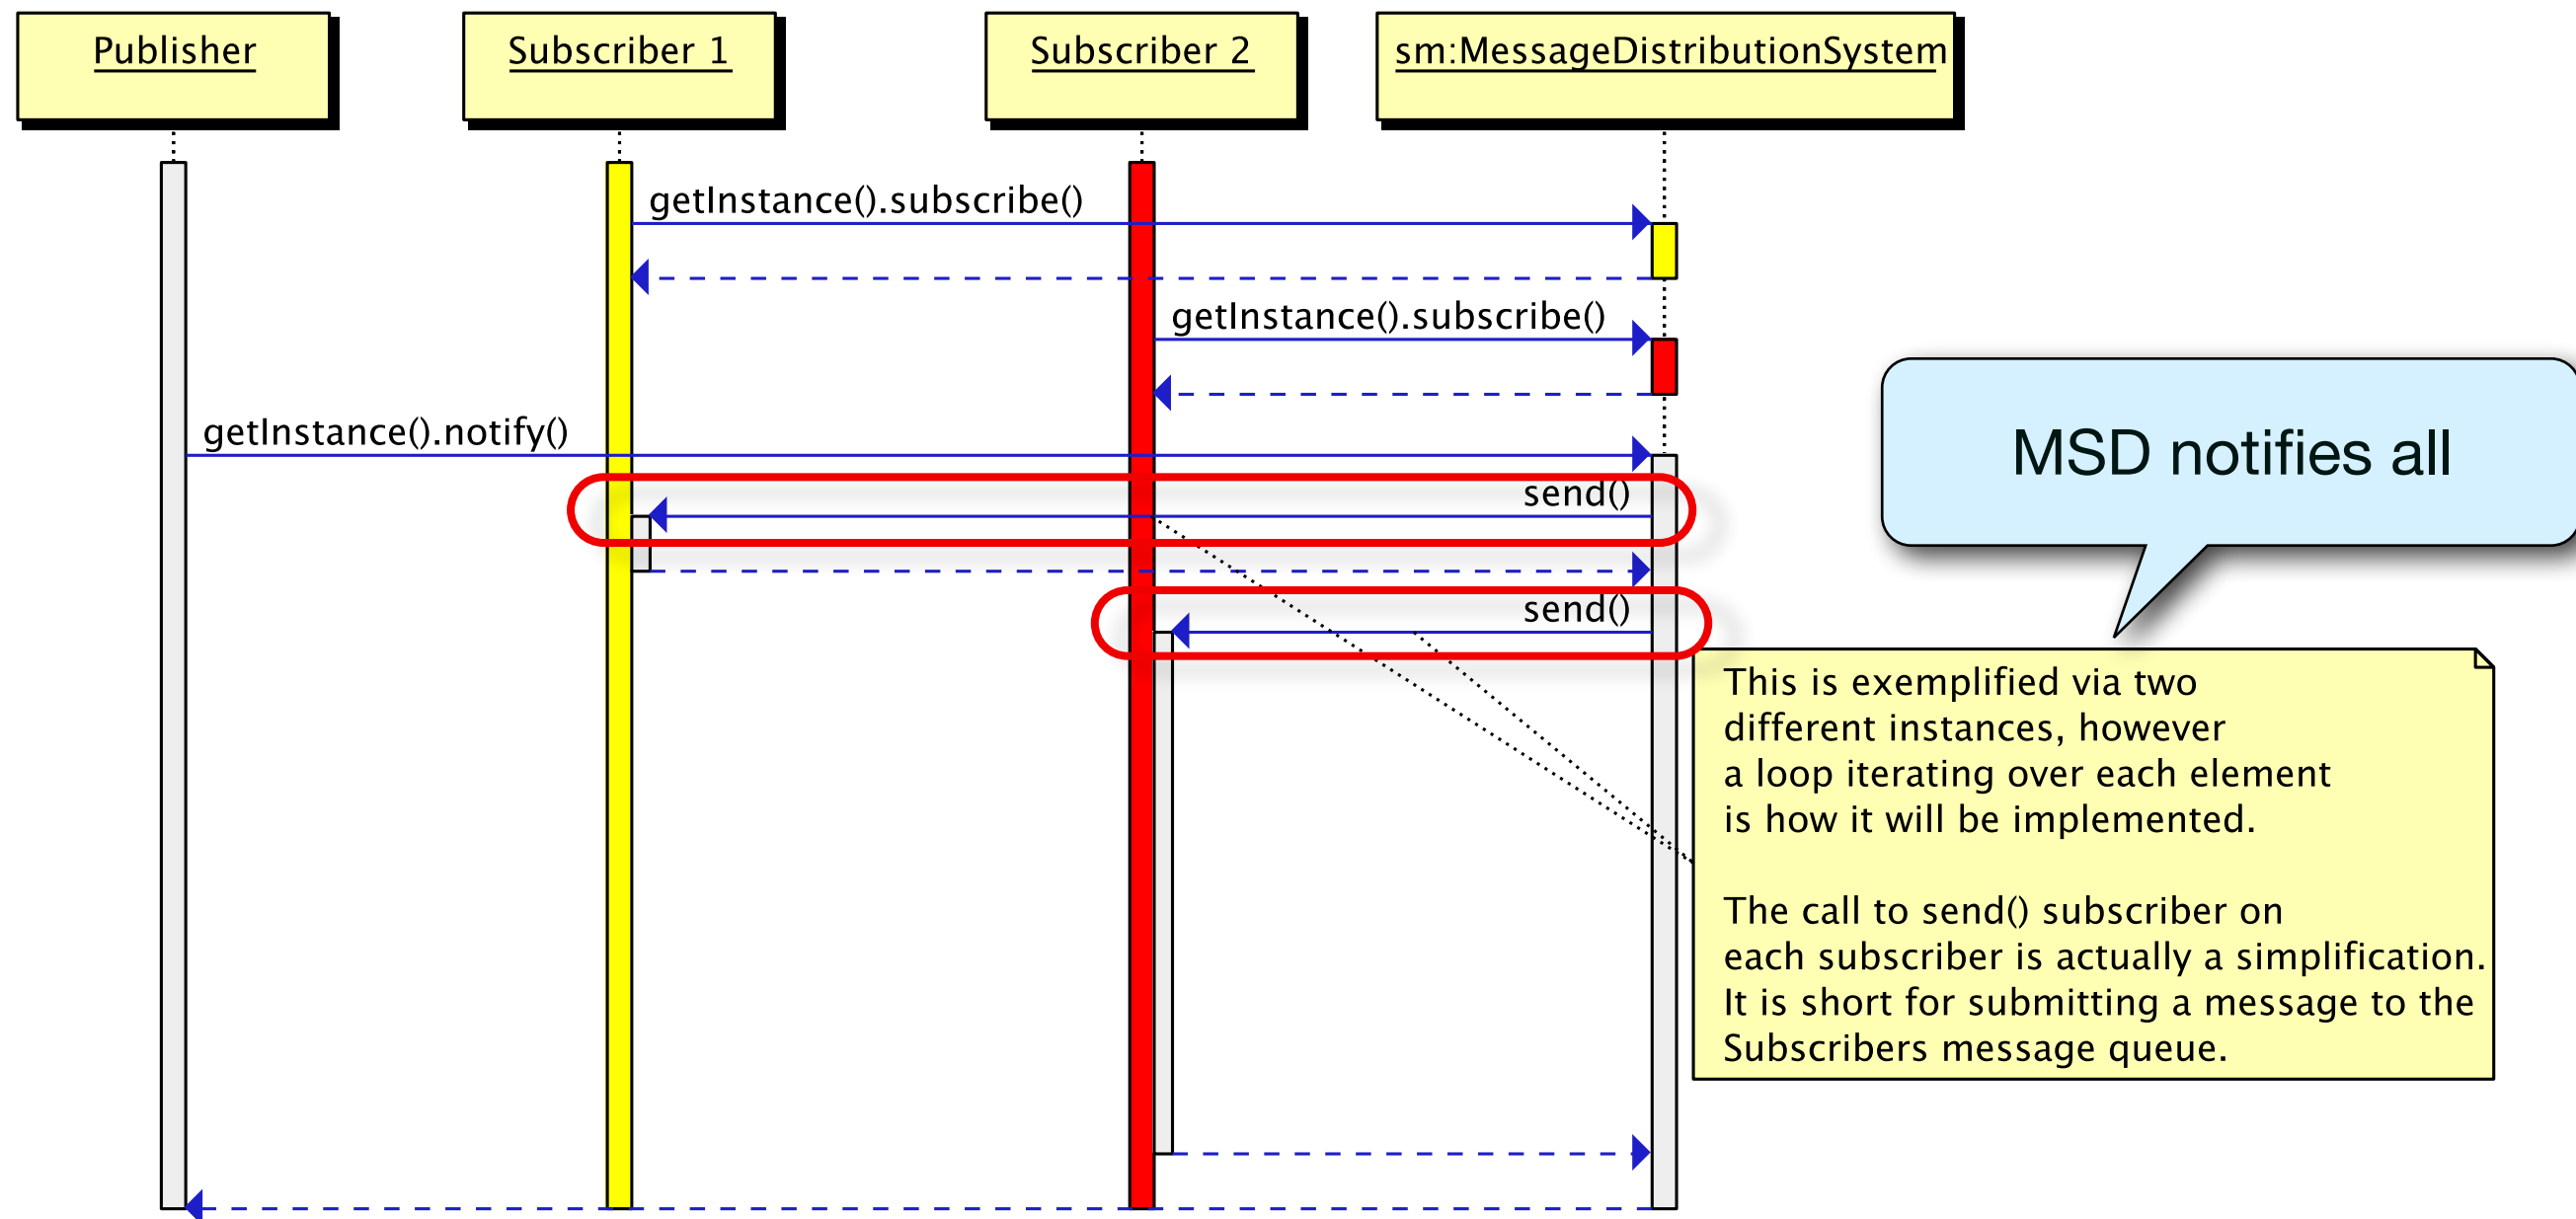 Publisher
Subscriber 1
Subscriber 2
sm:MessageDistributionSystem
getInstance().subscribe()
getInstance().subscribe()
getInstance().notify()
send()
send()
MSD notifies all
This is exemplified via two
different instances, however
a loop iterating over each element
is how it will be implemented.
The call to send() subscriber on
each subscriber is actually a simplification.
It is short for submitting a message to the
Subscribers message queue.